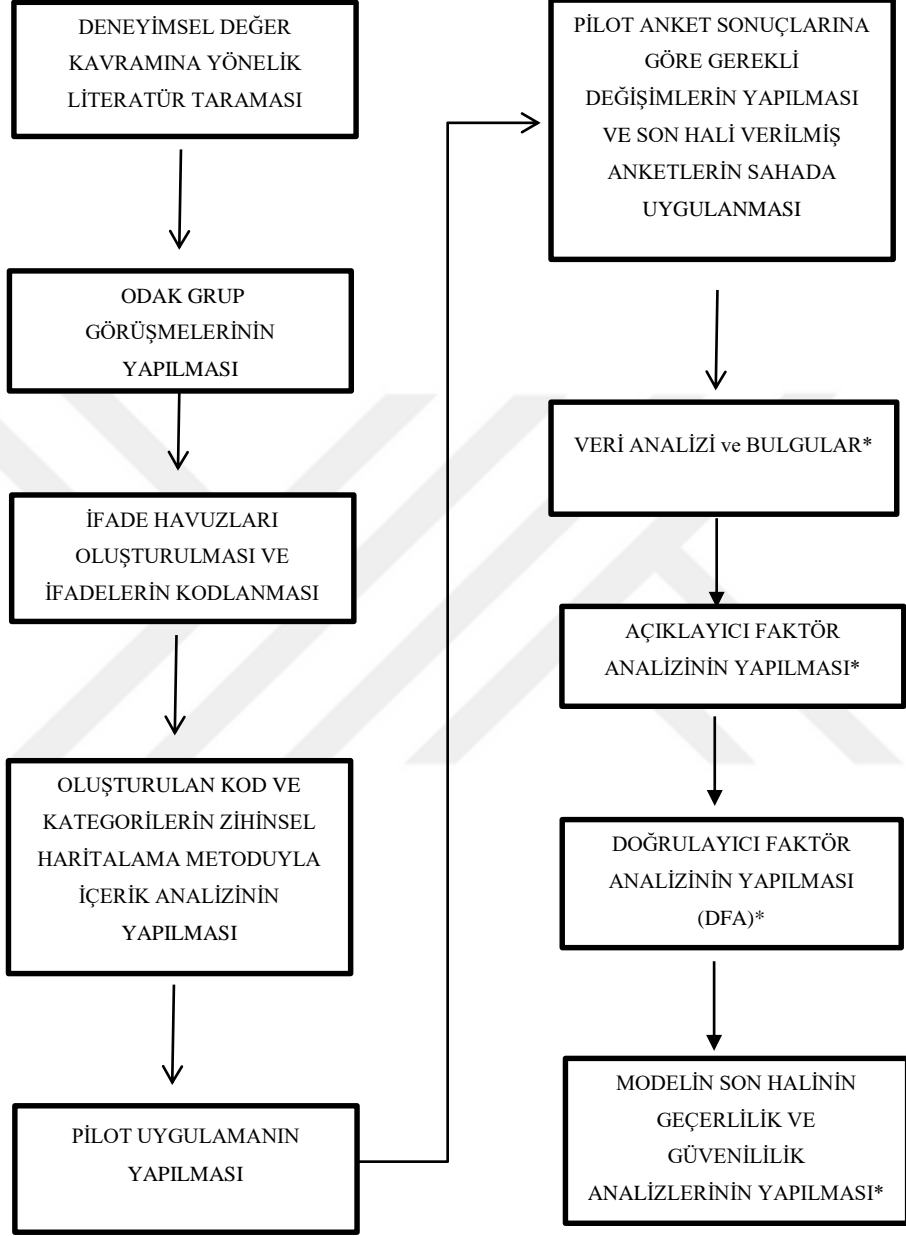 DENEYİMSEL DEĞER
KAVRAMINA YÖNELİK
LİTERATÜR TARAMASI
ODAK GRUP
GÖRÜŞMELERİNİN
YAPILMASI
İFADE HAVUZLARI
OLUŞTURULMASI VE
İFADELERİN KODLANMASI
OLUŞTURULAN KOD VE
KATEGORİLERİN ZİHİNSEL
HARİTALAMA METODUYLA
İÇERİK ANALİZİNİN
YAPILMASI
PİLOT UYGULAMANIN
YAPILMASI
PİLOT ANKET SONUÇLARINA
GÖRE GEREKLİ
DEĞİŞİMLERİN YAPILMASI
VE SON HALİ VERİLMİŞ
ANKETLERİN SAHADA
UYGULANMASI
VERİ ANALİZİ ve BULGULAR*
AÇIKLAYICI FAKTÖR
ANALİZİNİN YAPILMASI*
DOĞRULAYICI FAKTÖR
ANALİZİNİN YAPILMASI
(DFA)*
MODELİN SON HALİNİN
GEÇERLİLİK VE
GÜVENİLİLİK
ANALİZLERİNİN YAPILMASI*